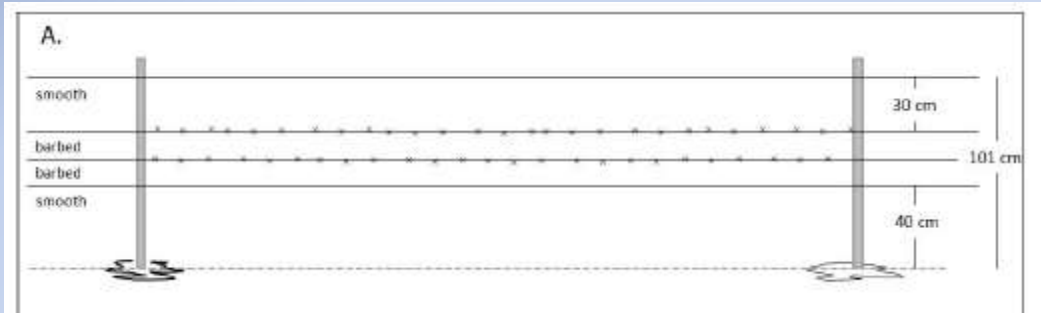 A.
smooth
30 cm
barbed
101 cm
barbed
smooth
40 cm